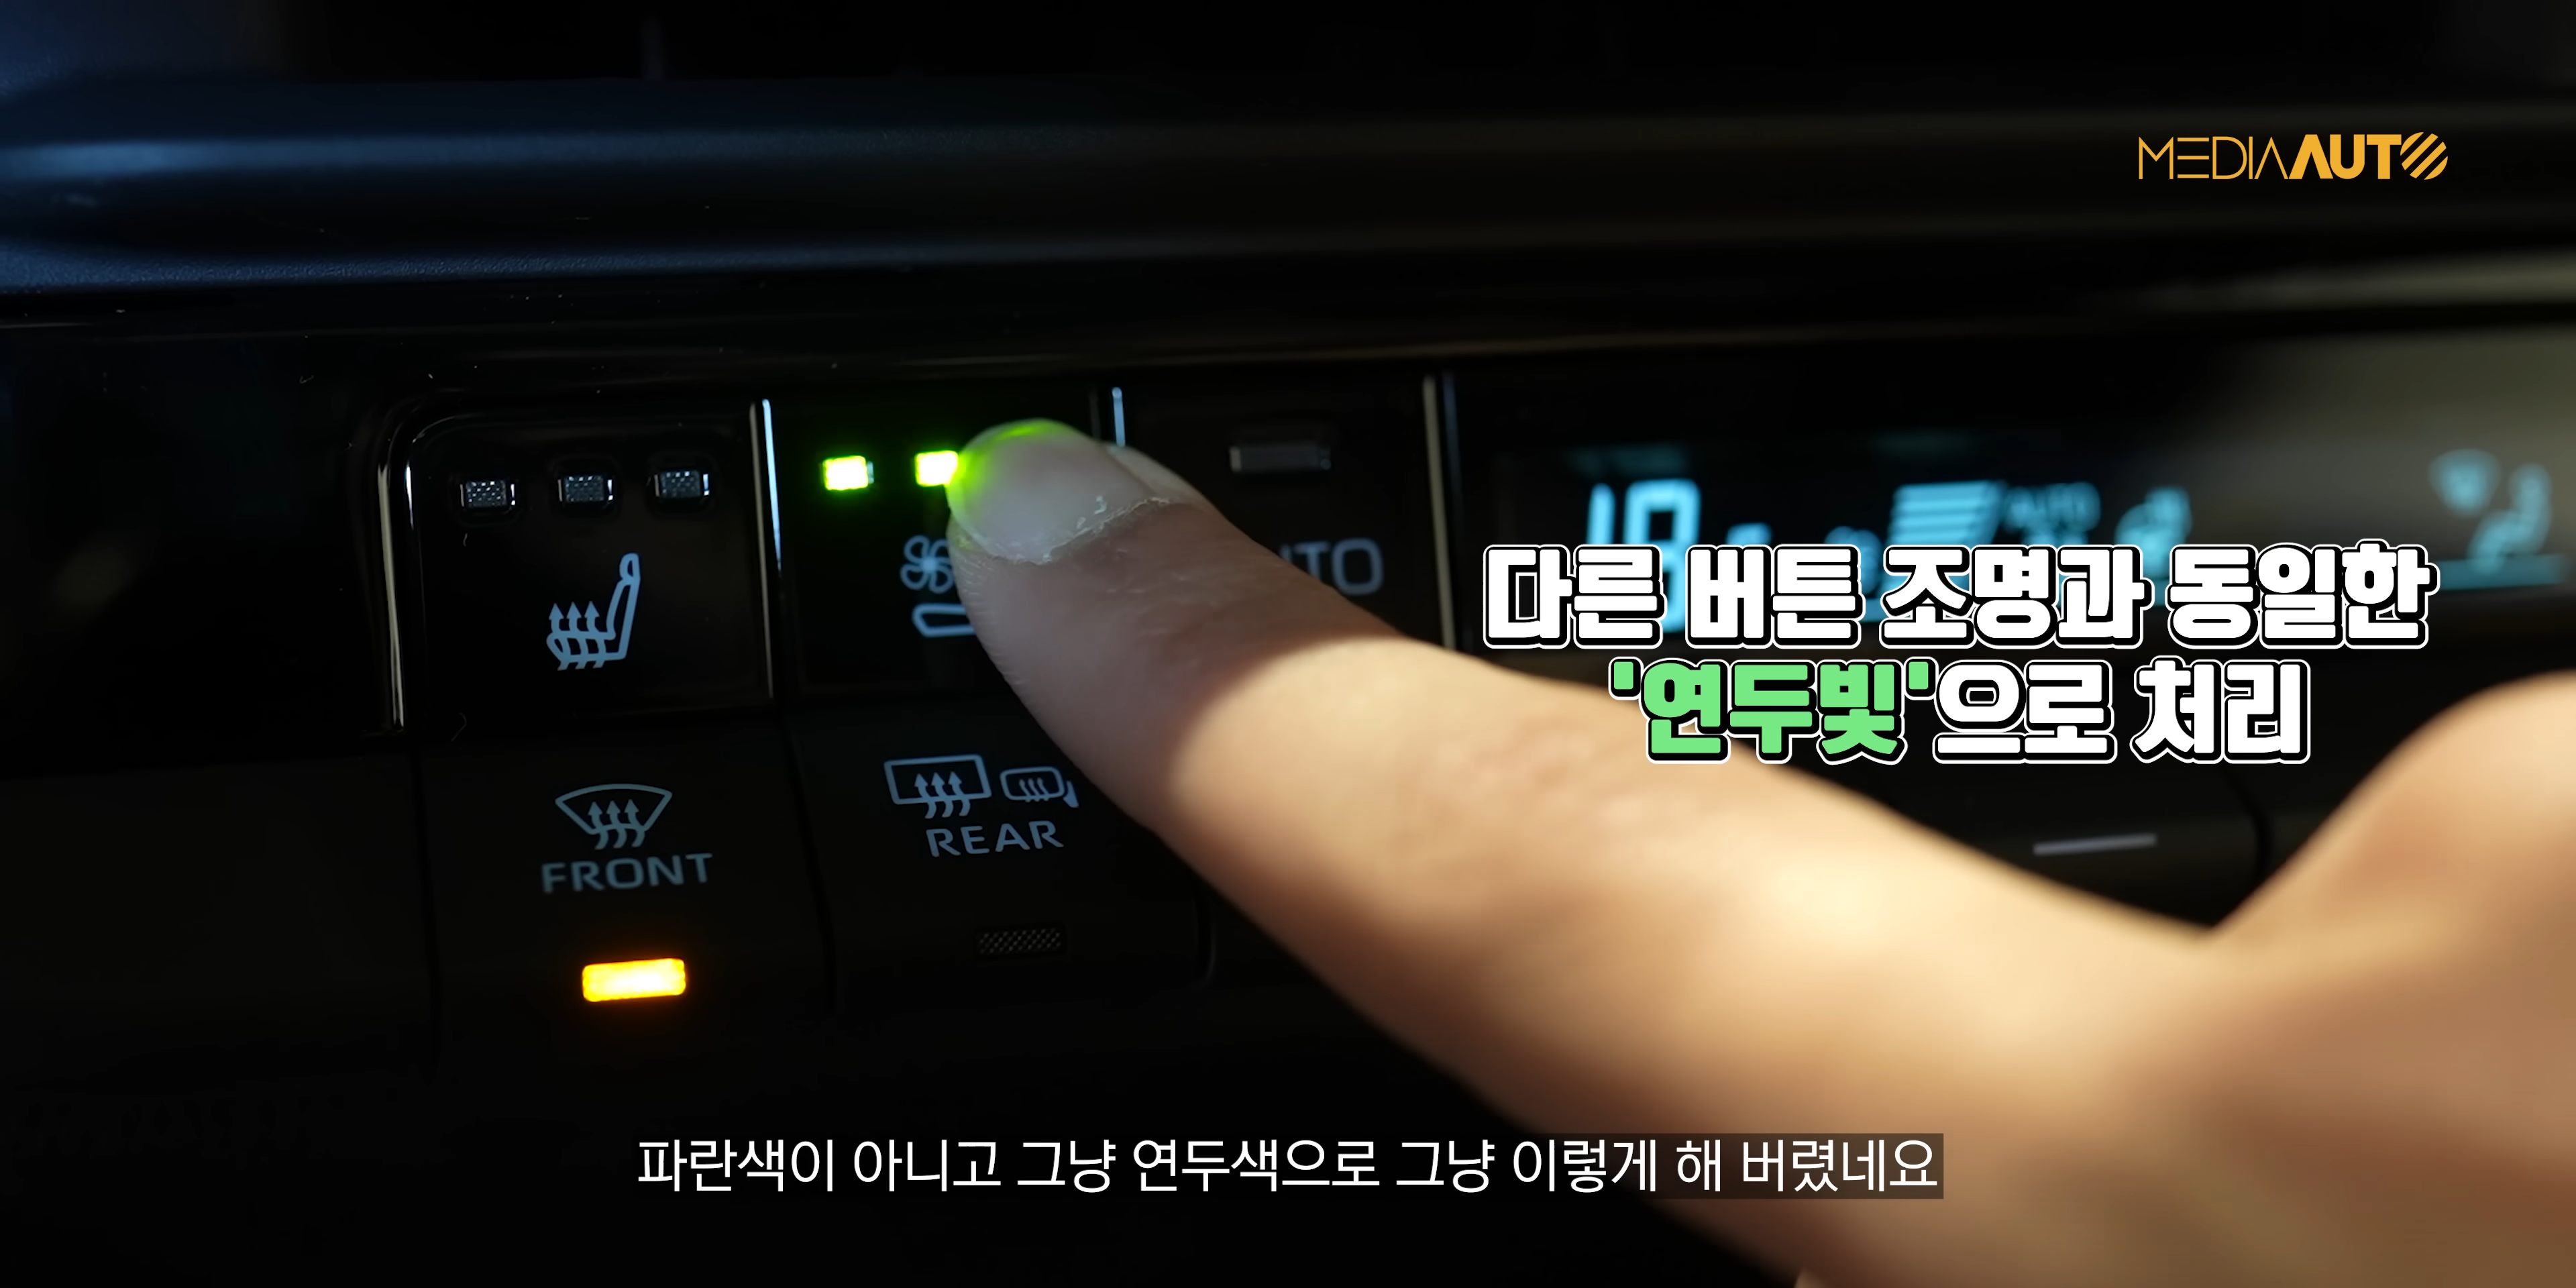 MEDIAAUTO
다른 버튼 조명과 동일한
'연두빛'으로 처리
REAR
FRONT
파란색이 아니고 그냥 연두색으로 그냥 이렇게 해 버렸네요